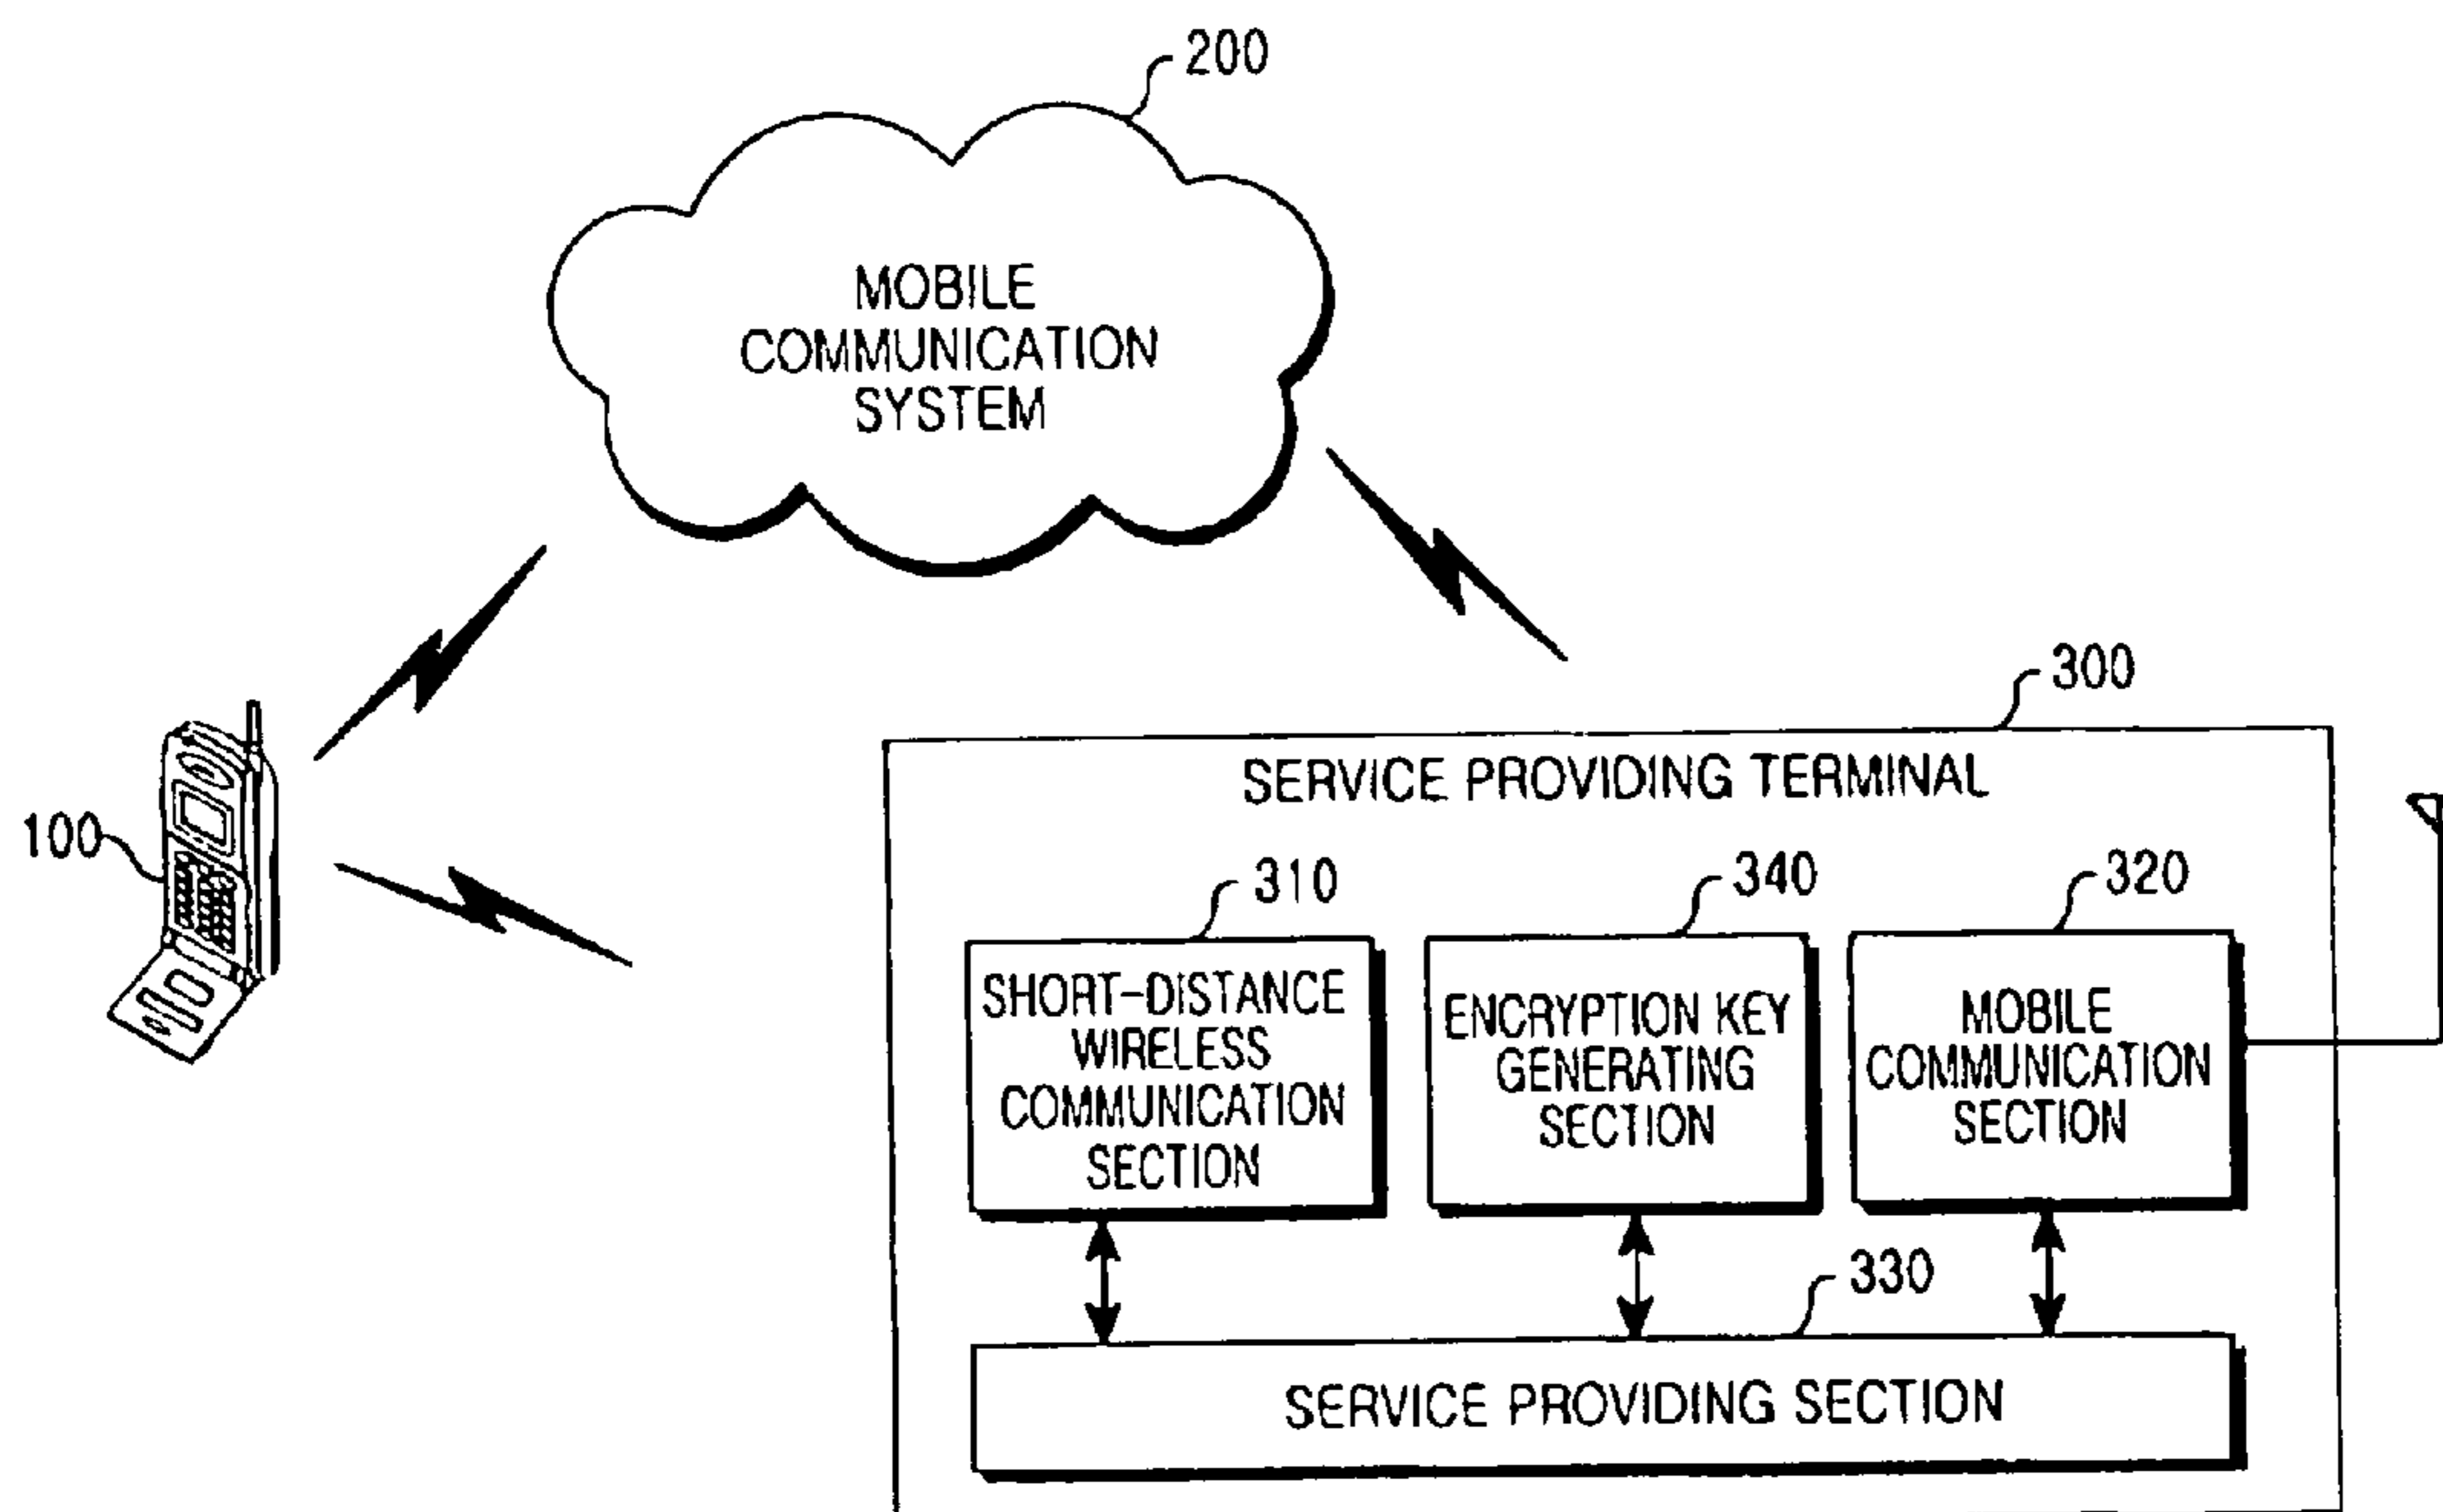 200
MOBILE
COMMUNICATION
SYSTEM
300
SERVICE PROVIDING TERMINAL
100
310
340
320
SHORT-DISTANCE
WIRELESS
COMMUNICATION
SECTION
ENCRYPTION KEY
GENERATING
SECTION
MOBILE
COMMUNICATION
SECTION
330
SERVICE PROVIDING SECTION